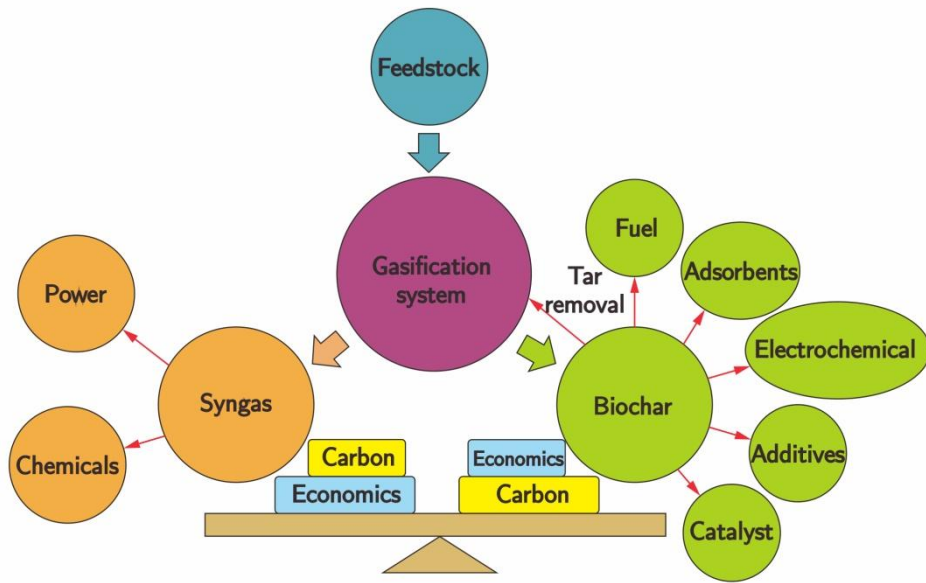 Feedstock
Gasification
system
Fuel
Tar
removal
Adsorbents
Power
Electrochemical
Syngas
Biochar
Chemicals
Carbon
Economics
Economics
Carbon
Additives
Catalyst